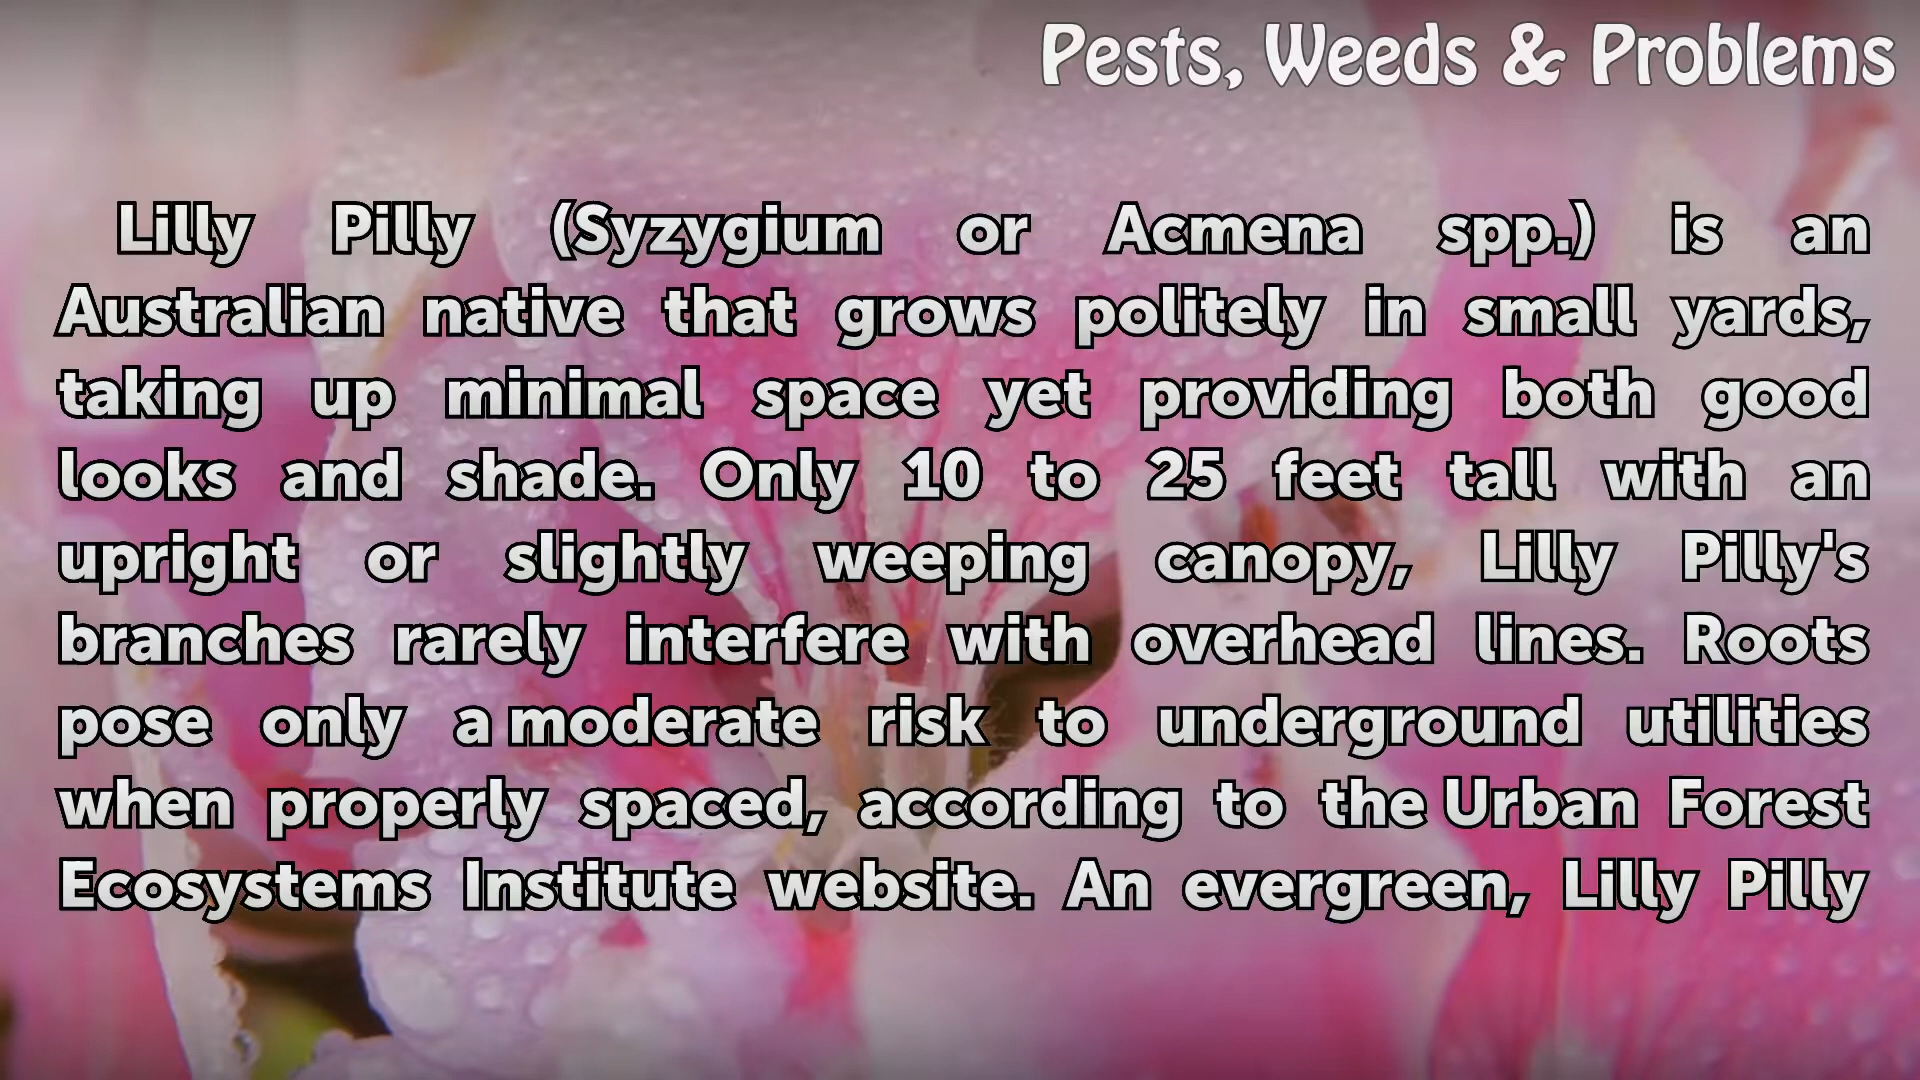 Pests, Weeds & Problems
Lilly Pilly (Syzygium or Acmena spp.) is an
Australian native that grows politely in small yards,
taking up minimal space yet providing both good
looks and shade. Only 10 to 25 feet tall with an
upright or slightly weeping canopy, Lilly Pilly's
branches rarely interfere with overhead lines. Roots
pose only a moderate risk to underground utilities
when properly spaced, according to the Urban Forest
Ecosystems Institute website. An evergreen, Lilly Pilly